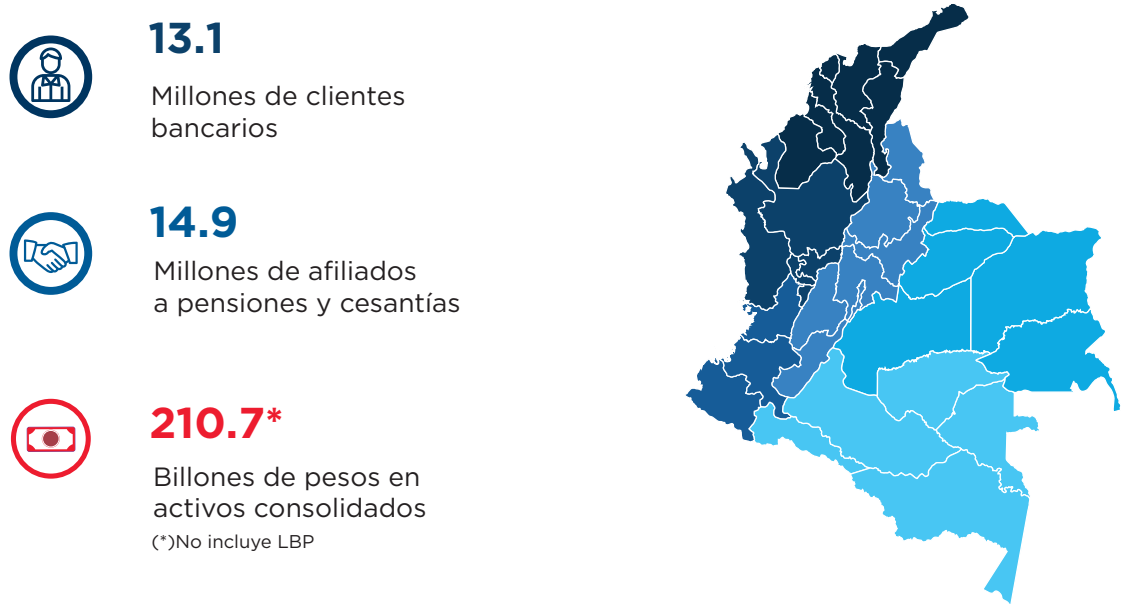 13.1
Millones de clientes
bancarios
14.9
Millones de afiliados
a pensiones y cesantías
210.7*
Billones de pesos en
activos consolidados
(*)No incluye LBP